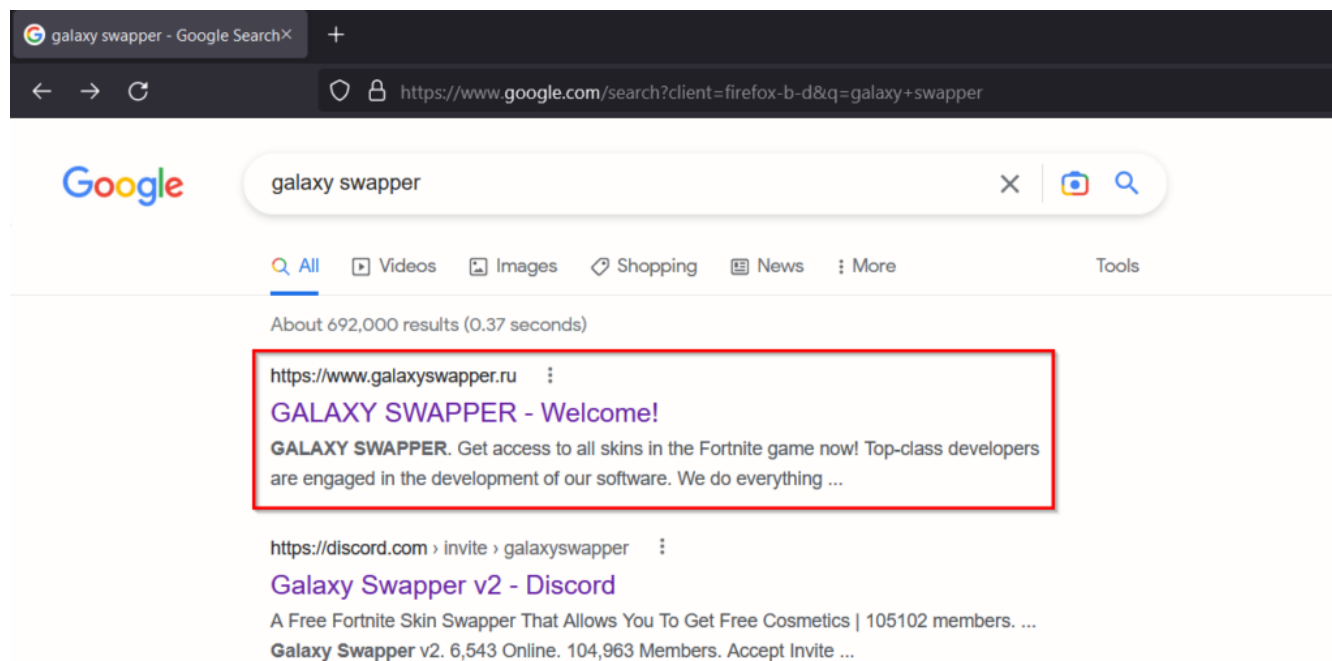 galaxy swapper - Google Search
https://www.google.com/search?client=firefox-b-d&q=galaxy+swapper
Google
galaxy swapper
All Videos Images Shopping News More Tools
About 692,000 results (0.37 seconds)
https://www.galaxyswapper.ru
GALAXY SWAPPER - Welcome!
GALAXY SWAPPER. Get access to all skins in the Fortnite game now! Top-class developers
are engaged in the development of our software. We do everything ...
https://discord.com › invite › galaxyswapper
Galaxy Swapper v2 - Discord
A Free Fortnite Skin Swapper That Allows You To Get Free Cosmetics | 105102 members. ...
Galaxy Swapper v2. 6,543 Online. 104,963 Members. Accept Invite ...